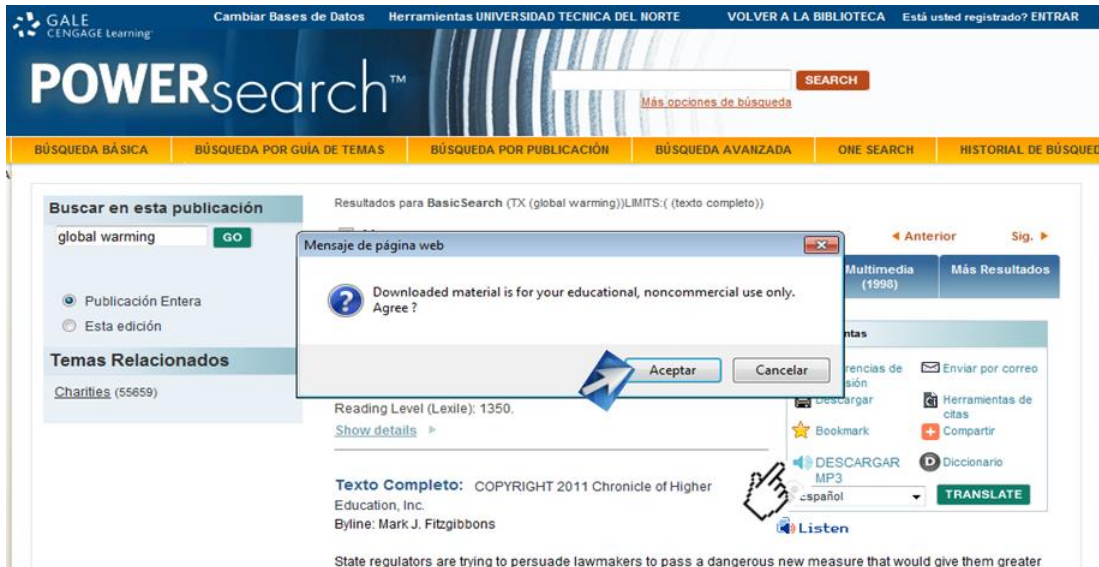 GALE
CENGAGE Learning
Cambiar Bases de Datos Herramientas UNIVERSIDAD TECNICA DEL NORTE VOLVER A LA BIBLIOTECA Está usted registrado? ENTRAR
POWERsearch™
SEARCH
Más opciones de búsqueda
BÚSQUEDA BÁSICA BÚSQUEDA POR GUÍA DE TEMAS BÚSQUEDA POR PUBLICACIÓN BÚSQUEDA AVANZADA ONE SEARCH HISTORIAL DE BÚSQUED
Buscar en esta publicación
global warming GO
Publicación Entera
Esta edición
Temas Relacionados
Charities (55659)
Resultados para BasicSearch (TX (global warming))LIMITS:( (texto completo))
Anterior Sig.
Multimedia
(1998)
Más Resultados
Mensaje de página web
Downloaded material is for your educational, noncommercial use only.
Agree ?
Aceptar Cancelar
Reading Level (Lexile): 1350.
Show details
Texto Completo: COPYRIGHT 2011 Chronicle of Higher
Education, Inc.
Byline: Mark J. Fitzgibbons
State regulators are trying to persuade lawmakers to pass a dangerous new measure that would give them greater
ntas
rencias de
sión
Enviar por correo
Descargar
Herramientas de
citas
Bookmark
Compartir
DESCARGAR
MP3
Diccionario
Español
TRANSLATE
Listen